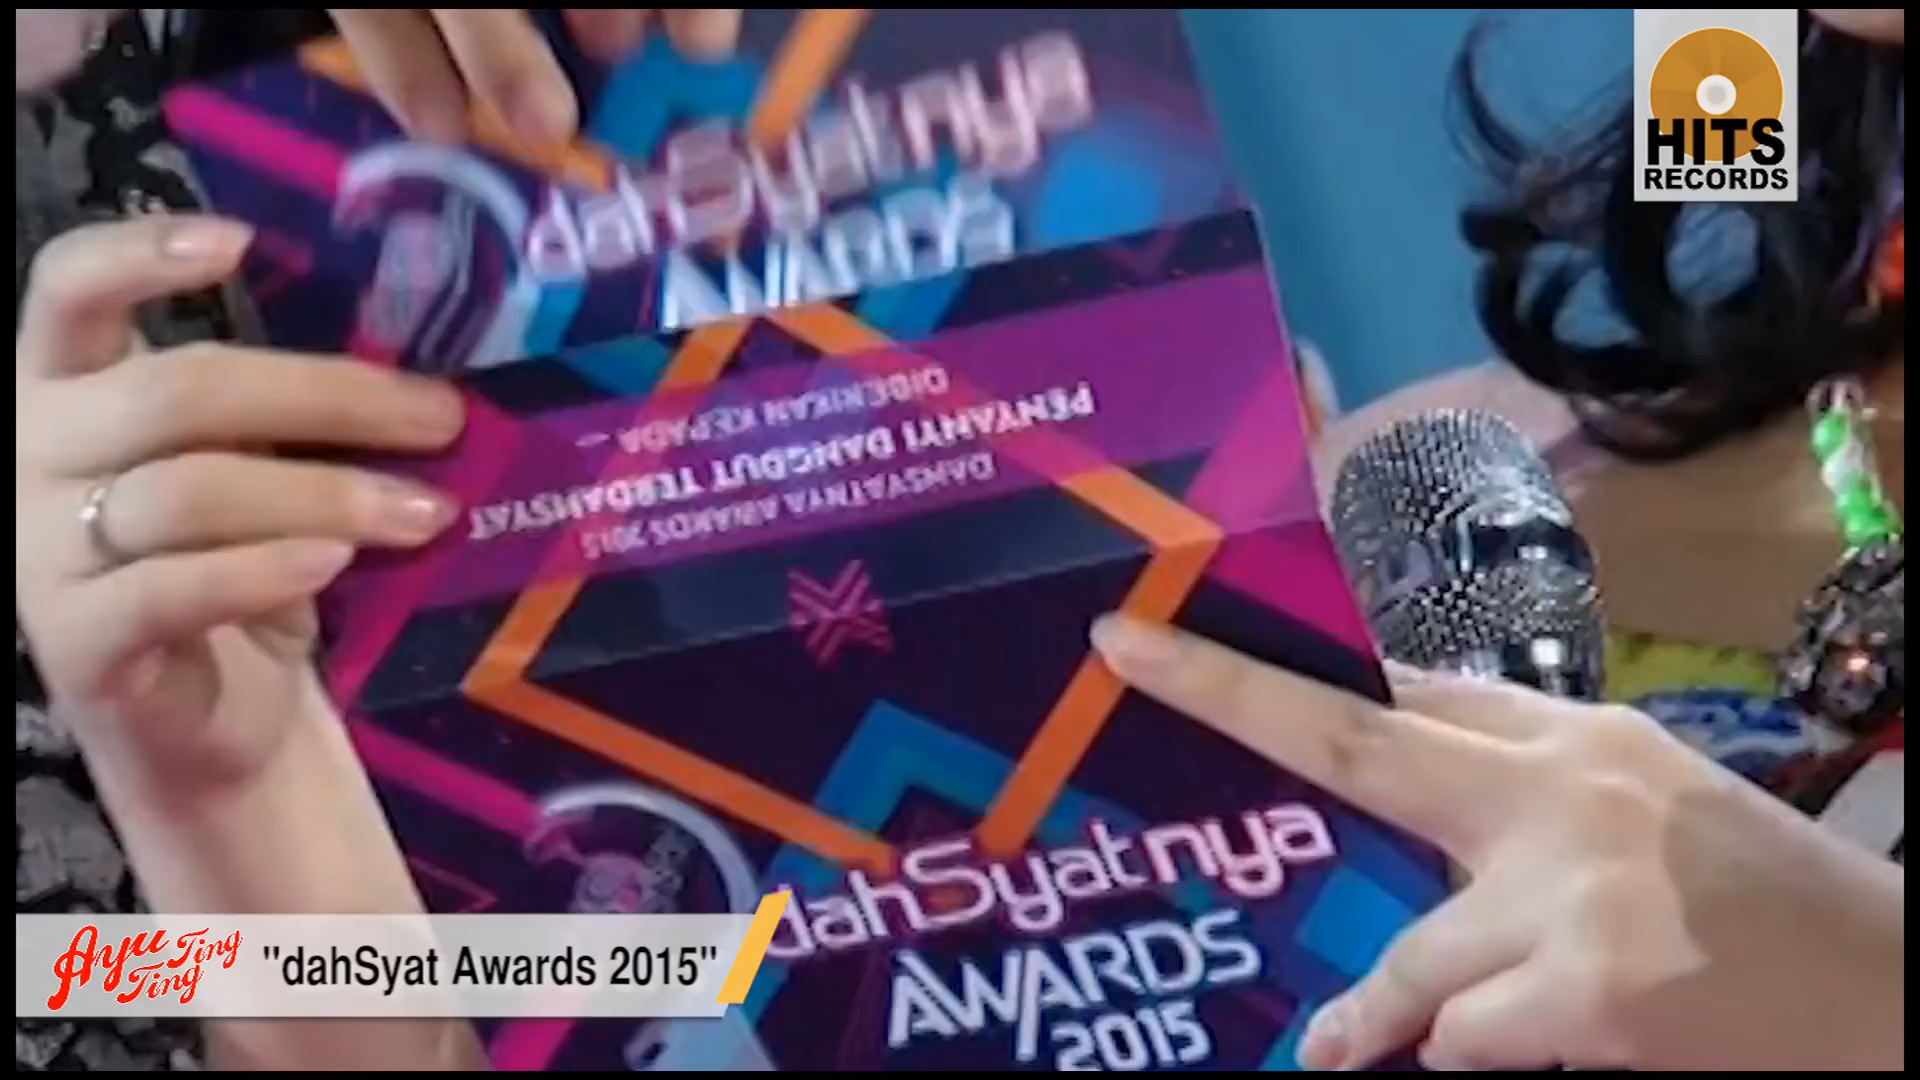 HITS
RECORDS
dahSyatnya
AWARDS
DAHSYATNYA AWARDS 2015
PENYANYI DANGDUT TERDAHSYAT
DIBERIKAN KEPADA
dahSyatnya
AWARDS
2015
Ayu Ting Ting
"dahSyat Awards 2015"